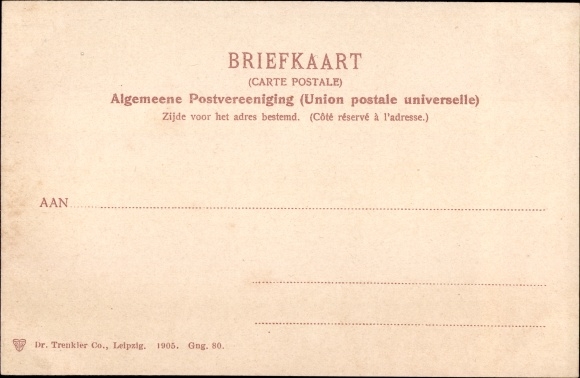 BRIEFKAART
(CARTE POSTALE)
Algemeene Postvereeniging (Union postale universelle)
Zijde voor het adres bestemd. (Côté réservé à l'adresse.)
AAN
Dr. Trenkler Co., Leipzig. 1905. Gng. 80.